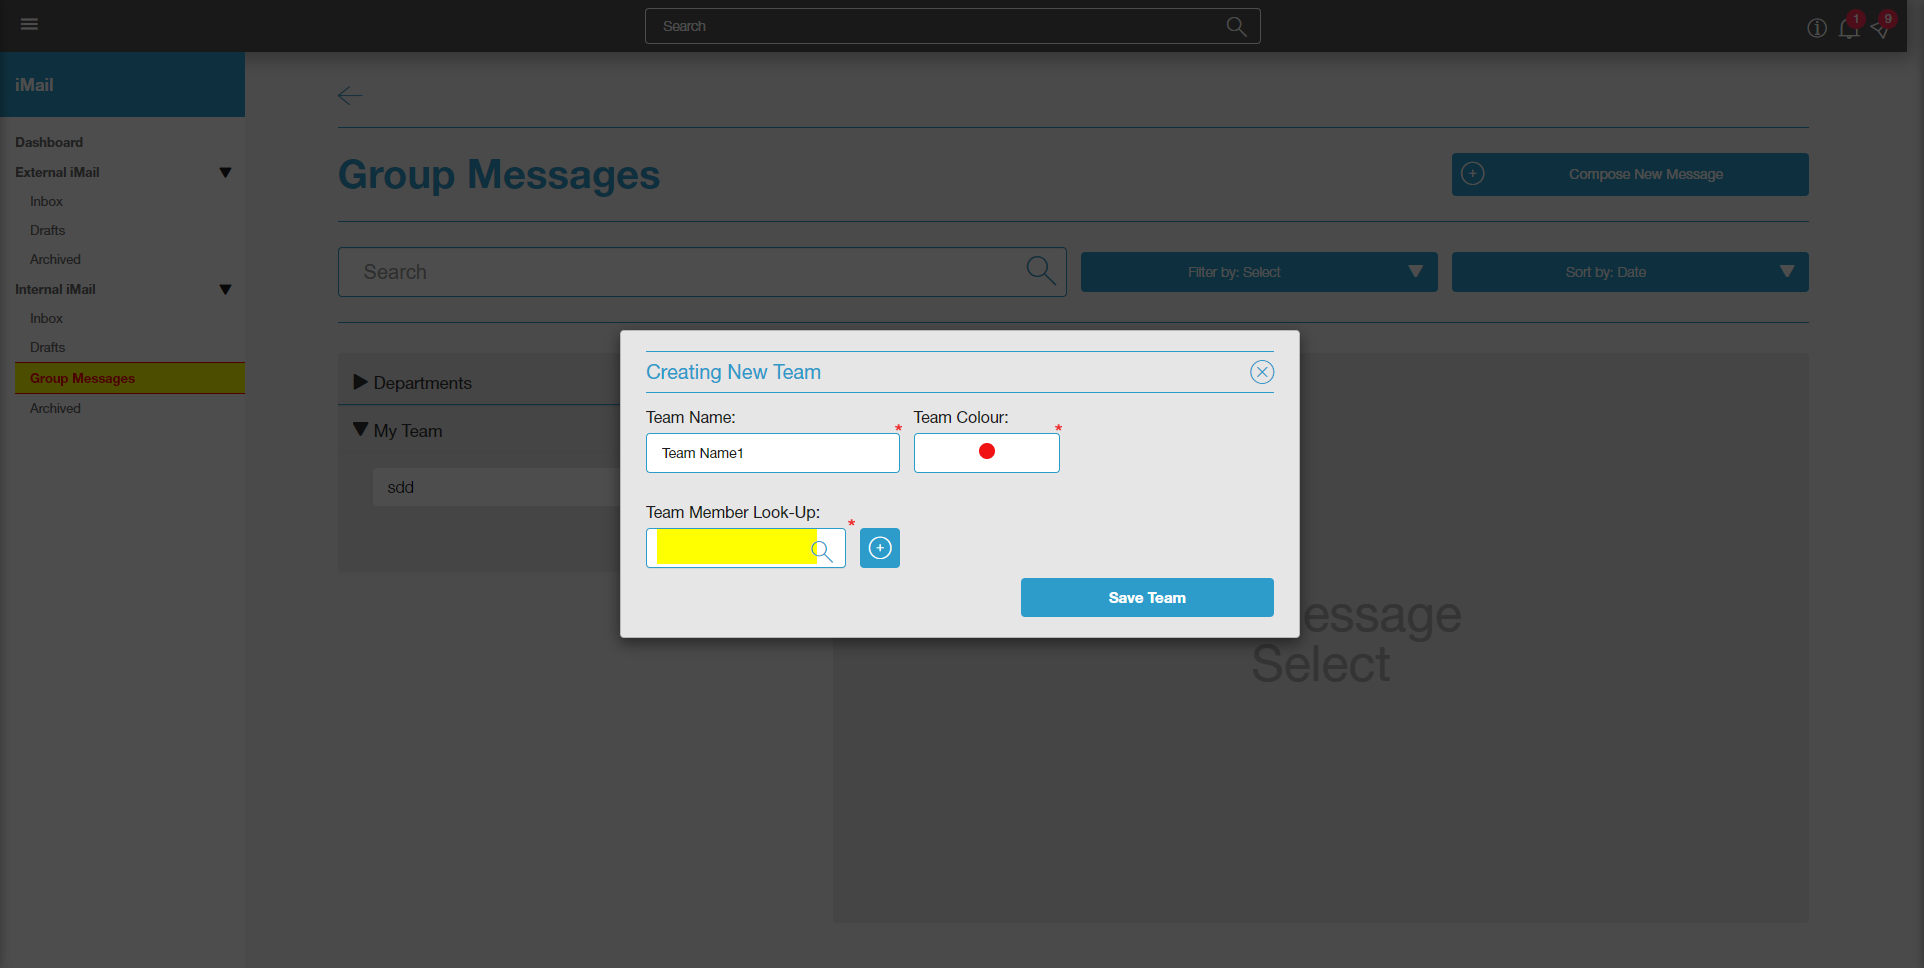 Search
1
9
iMail
Dashboard
External iMail
Inbox
Drafts
Archived
Internal iMail
Inbox
Drafts
Group Messages
Archived
Group Messages
Compose New Message
Search
Filter by: Select
Sort by: Date
Departments
My Team
sdd
Creating New Team
Team Name:
*
Team Colour:
*
Team Name1
Team Member Look-Up:
*
Save Team
essage
Select